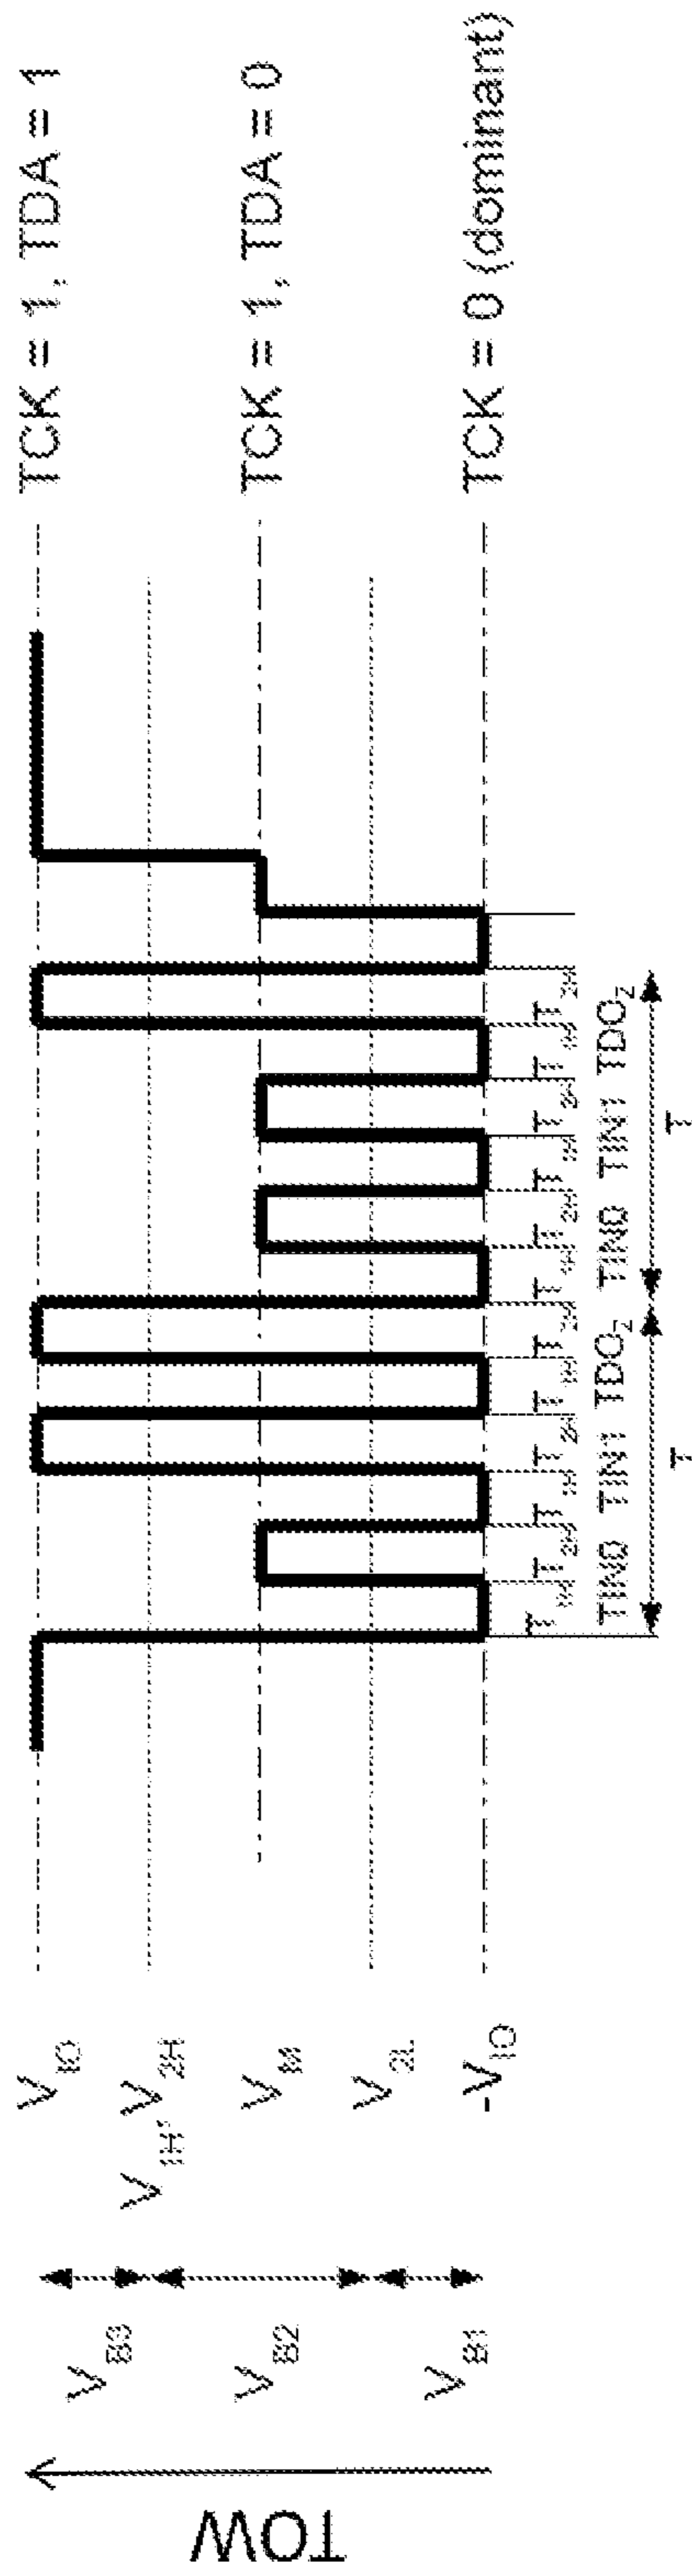 TOW
V_B3
V_B2
V_B1
V_IO
V_1H, V_2H
V_M
V_2L
-V_IO
TCK = 1, TDA = 1
TCK = 1, TDA = 0
TCK = 0 (dominant)
TIN0 TIN1 TDO_2 TIN0 TIN1 TDO_2
T T